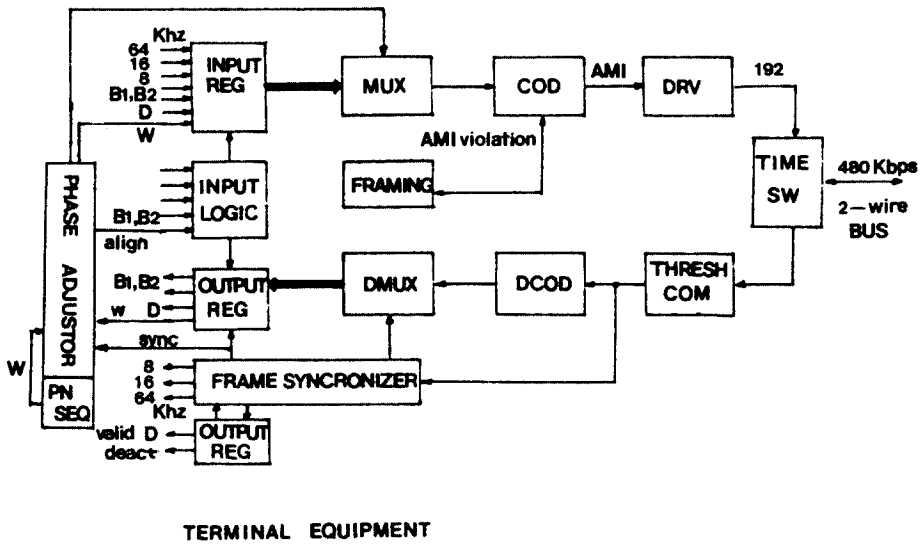 Khz
64
16
8
B1,B2
D
W
INPUT
REG
MUX
COD
AMI
DRV
192
AMI violation
FRAMING
TIME
SW
480 Kbps
2-wire
BUS
PHASE ADJUSTOR
INPUT
LOGIC
B1,B2
align
B1,B2
w D
OUTPUT
REG
DMUX
DCOD
THRESH
COM
sync
W
PN
SEQ
8
16
64
Khz
FRAME SYNCRONIZER
valid D
deact
OUTPUT
REG
TERMINAL EQUIPMENT